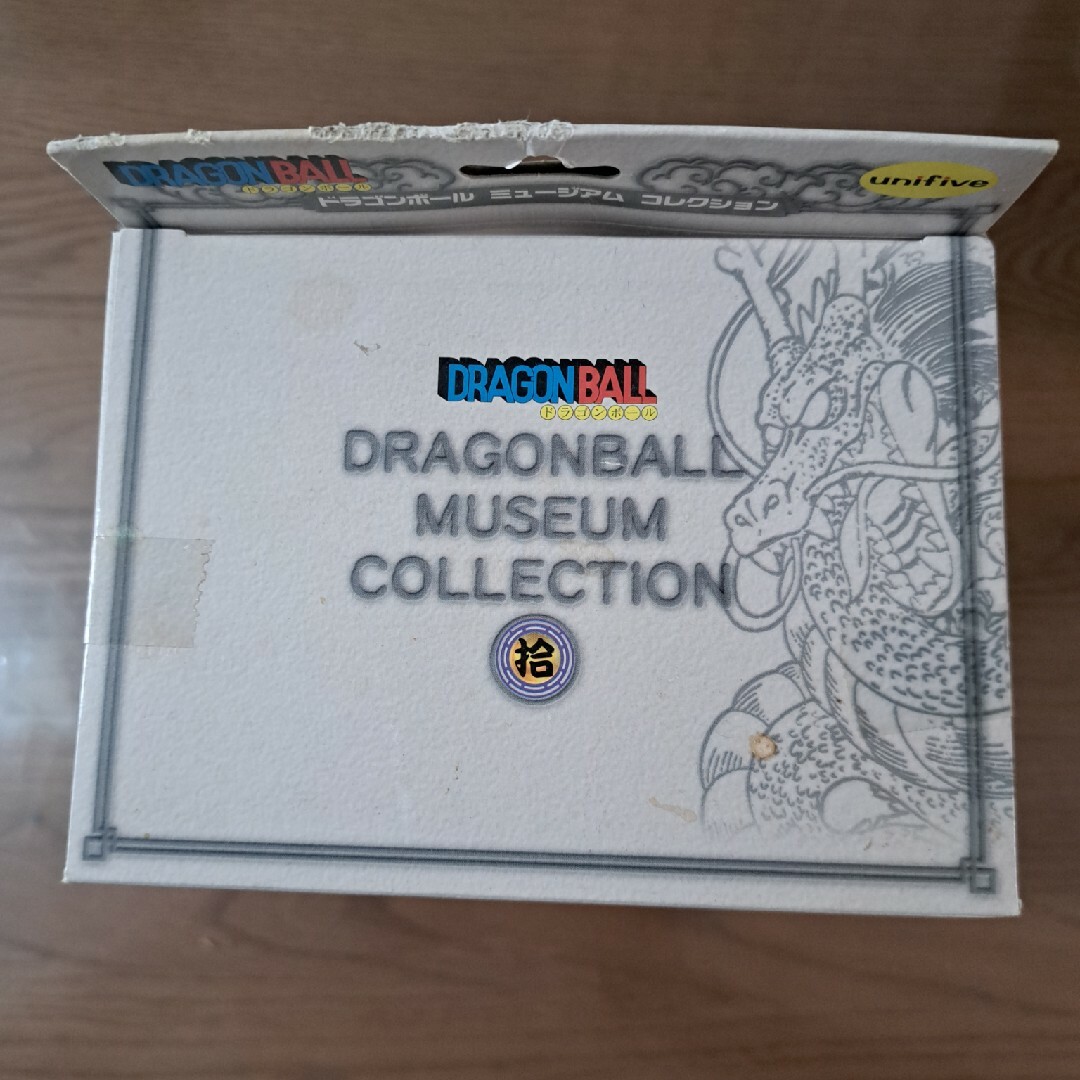 DRAGONBALL
ドラゴンボール
unifive
ドラゴンボール ミュージアム コレクション
DRAGONBALL
ドラゴンボール
DRAGONBALL
MUSEUM
COLLECTION
拾